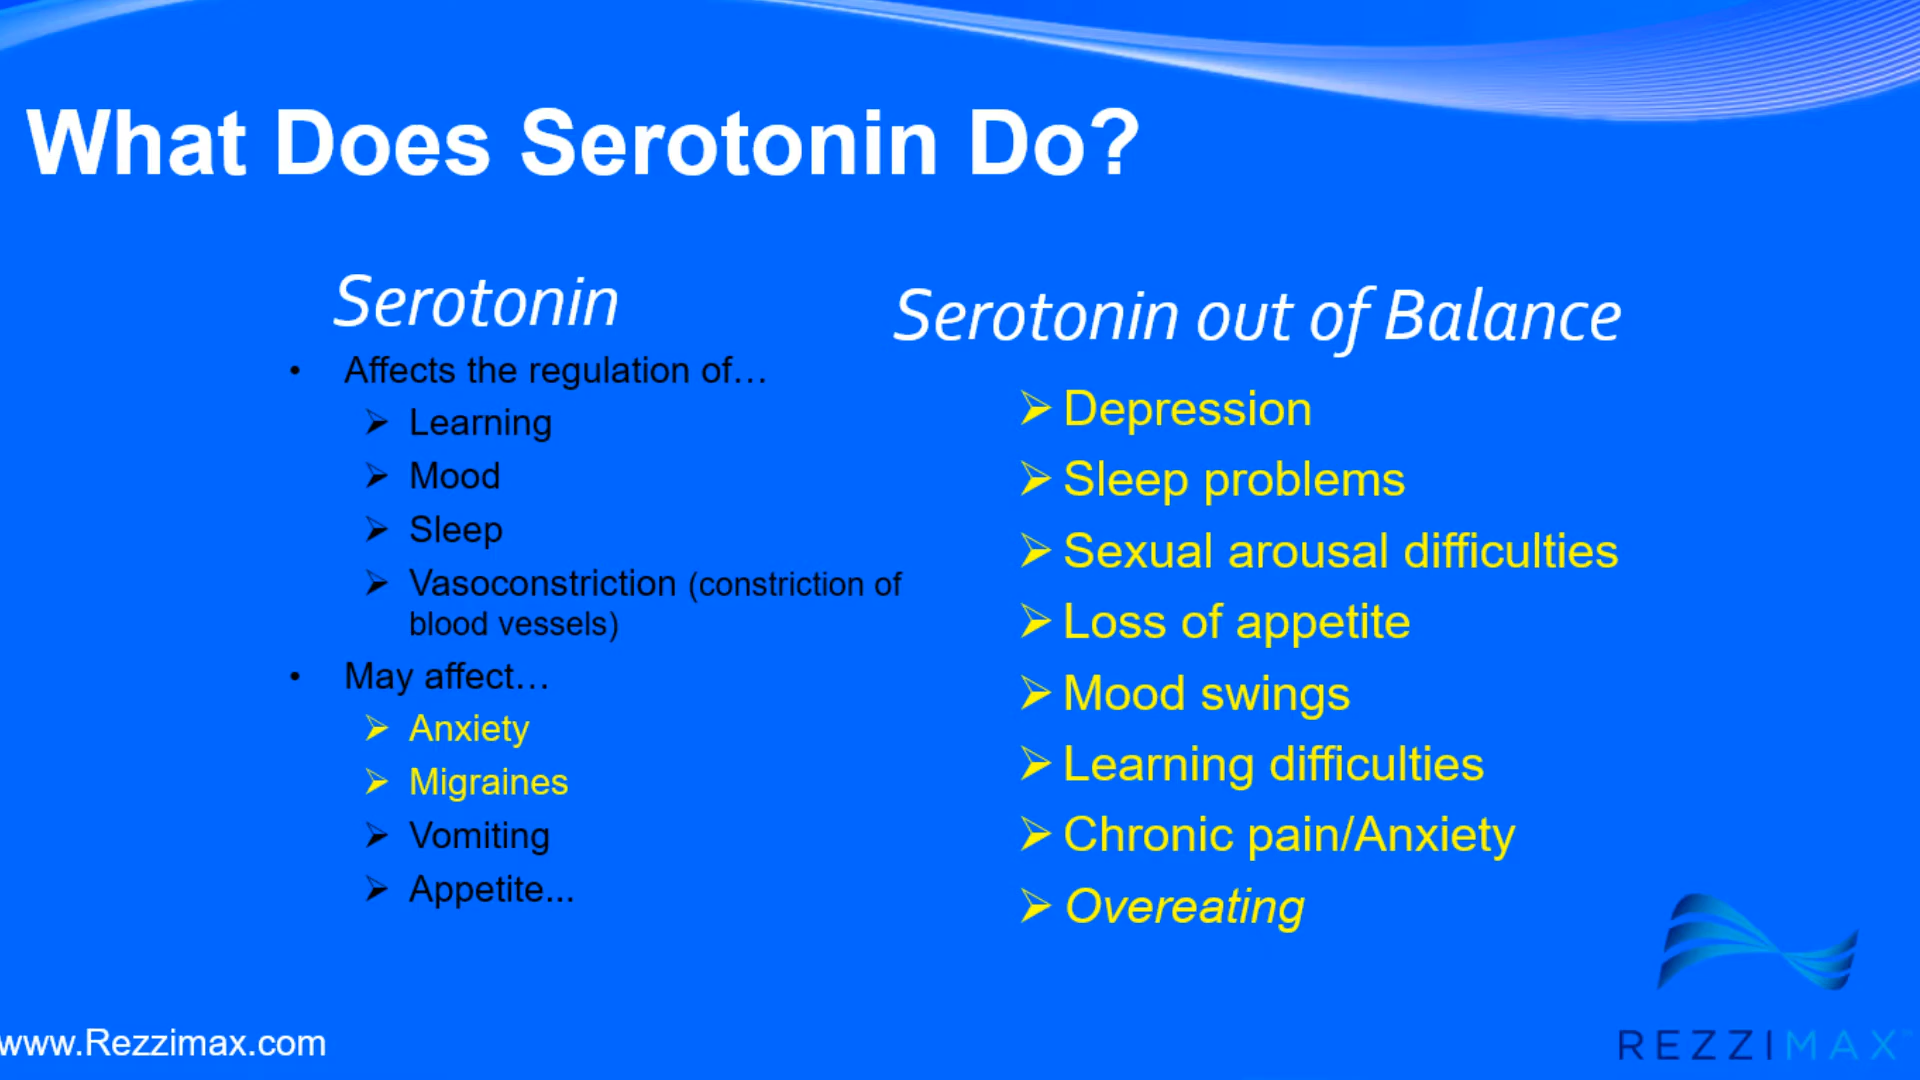 What Does Serotonin Do?
Serotonin
• Affects the regulation of…
➢ Learning
➢ Mood
➢ Sleep
➢ Vasoconstriction (constriction of
blood vessels)
• May affect…
➢ Anxiety
➢ Migraines
➢ Vomiting
➢ Appetite...
Serotonin out of Balance
➢ Depression
➢ Sleep problems
➢ Sexual arousal difficulties
➢ Loss of appetite
➢ Mood swings
➢ Learning difficulties
➢ Chronic pain/Anxiety
➢ Overeating
www.Rezzimax.com
REZZIMAX